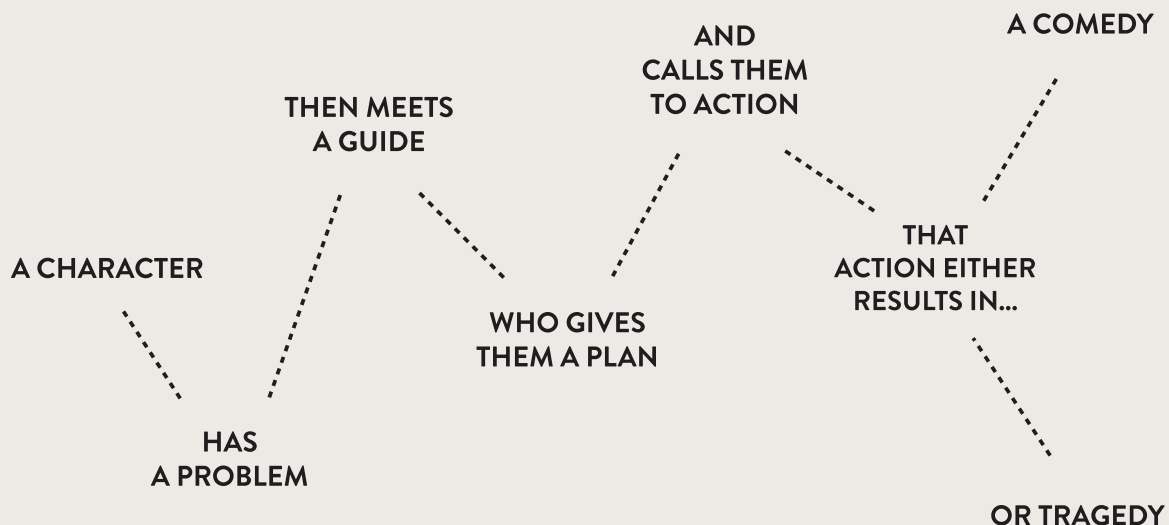 A CHARACTER
HAS
A PROBLEM
THEN MEETS
A GUIDE
WHO GIVES
THEM A PLAN
AND
CALLS THEM
TO ACTION
THAT
ACTION EITHER
RESULTS IN...
A COMEDY
OR TRAGEDY